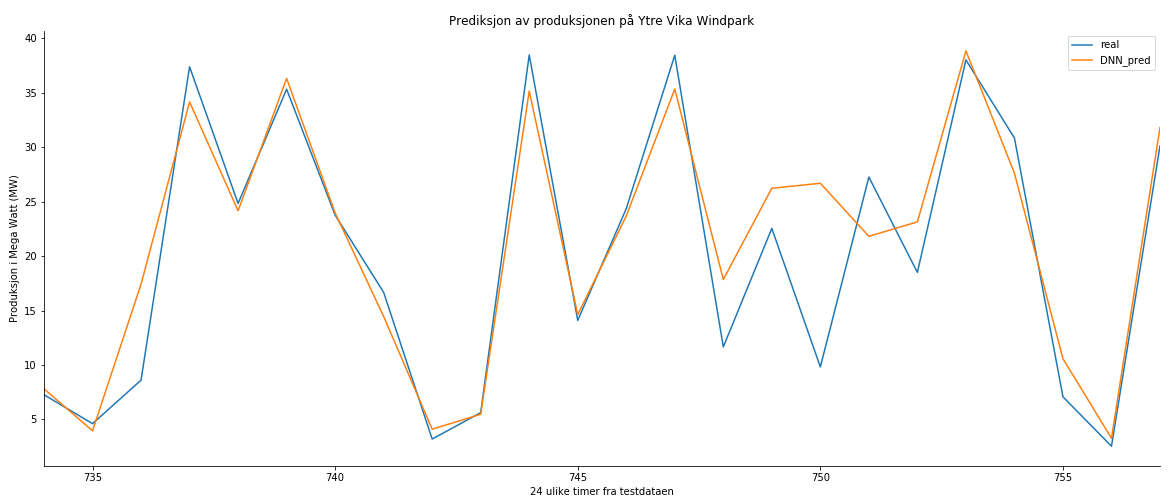 Prediksjon av produksjonen på Ytre Vika Windpark
real
DNN_pred
Produksjon i Mega Watt (MW)
40
35
30
25
20
15
10
5
735
740
745
750
755
24 ulike timer fra testdataen